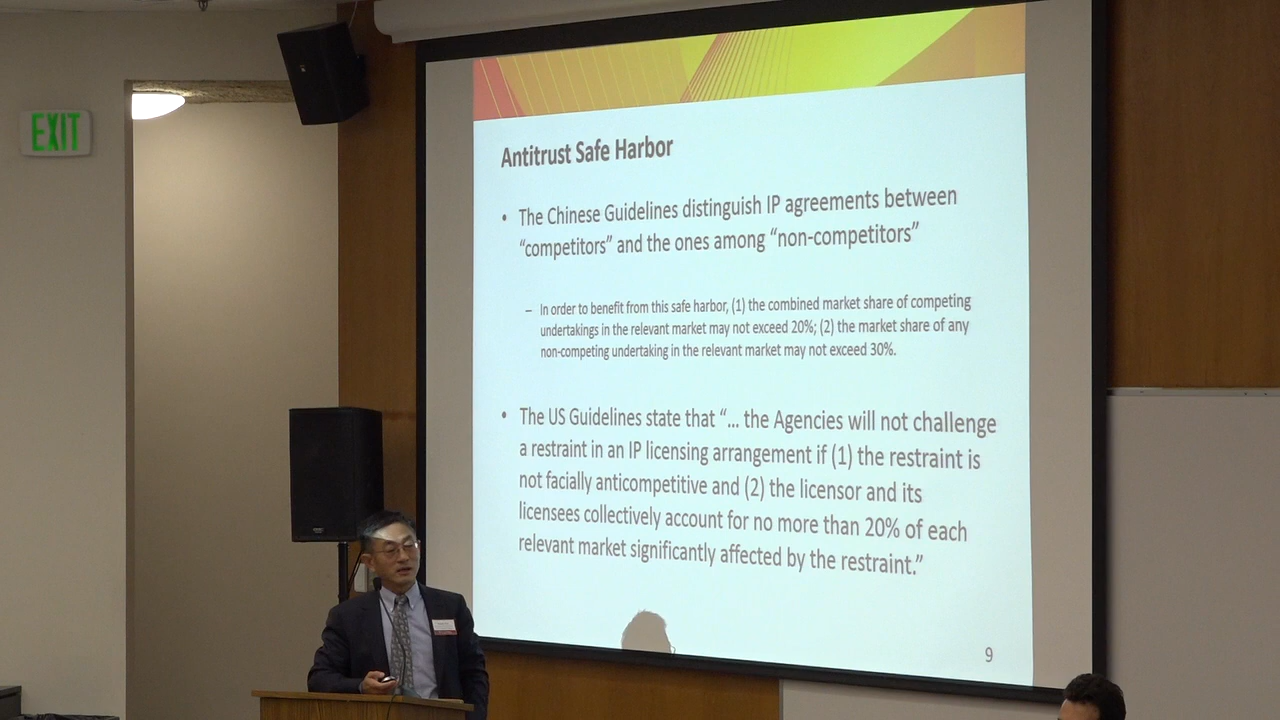 EXIT
Antitrust Safe Harbor
• The Chinese Guidelines distinguish IP agreements between
“competitors” and the ones among “non-competitors”
– In order to benefit from this safe harbor, (1) the combined market share of competing
undertakings in the relevant market may not exceed 20%; (2) the market share of any
non-competing undertaking in the relevant market may not exceed 30%.
• The US Guidelines state that “... the Agencies will not challenge
a restraint in an IP licensing arrangement if (1) the restraint is
not facially anticompetitive and (2) the licensor and its
licensees collectively account for no more than 20% of each
relevant market significantly affected by the restraint.”
9